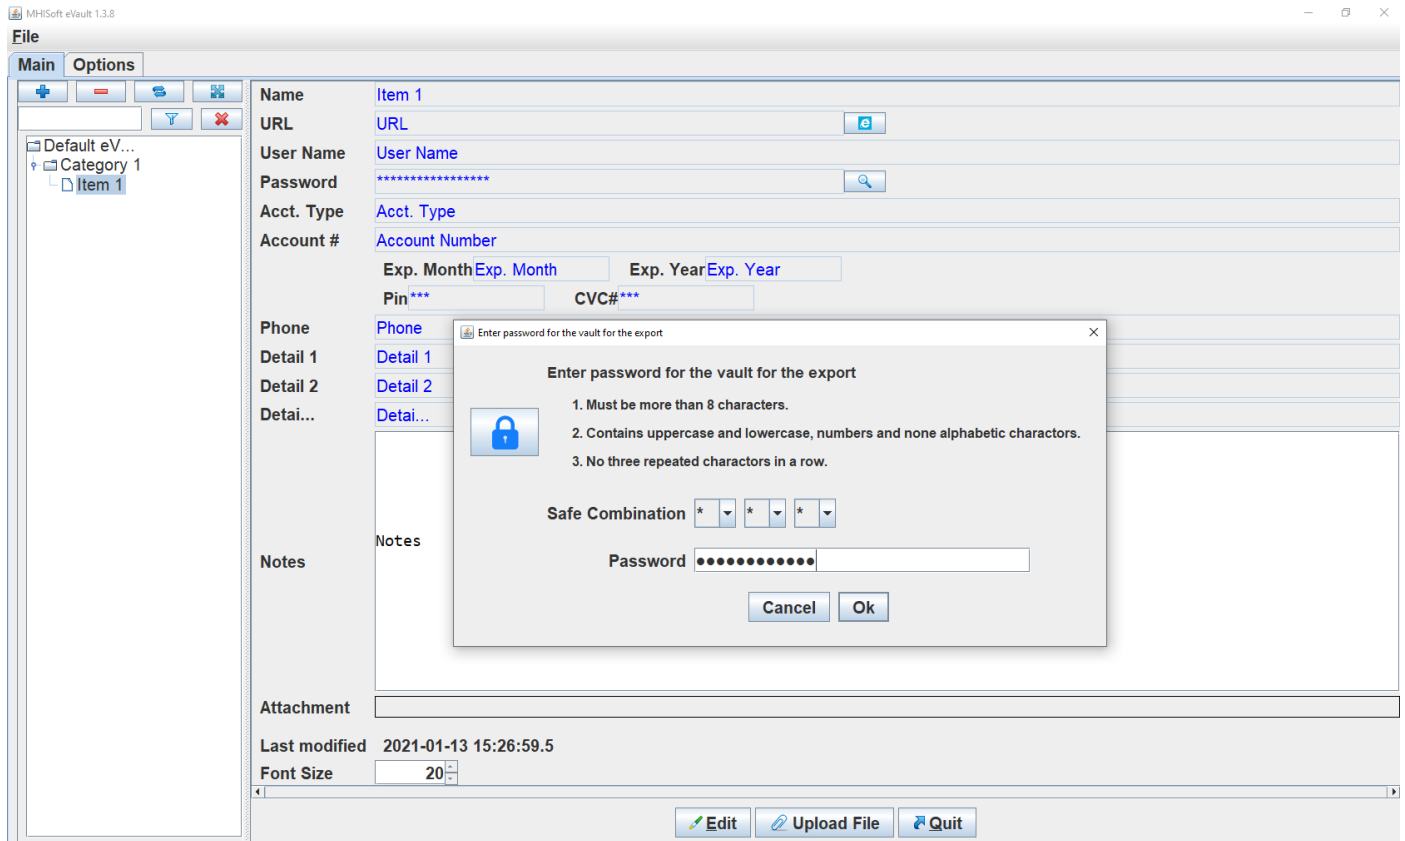 MHISoft eVault 1.3.8
File
Main Options
Default eV...
Category 1
Item 1
Name Item 1
URL URL
User Name User Name
Password *****************
Acct. Type Acct. Type
Account # Account Number
Exp. Month Exp. Month Exp. Year Exp. Year
Pin *** CVC# ***
Phone Phone
Detail 1 Detail 1
Detail 2 Detail 2
Detai... Detai...
Notes Notes
Enter password for the vault for the export
Enter password for the vault for the export
1. Must be more than 8 characters.
2. Contains uppercase and lowercase, numbers and none alphabetic charactors.
3. No three repeated charactors in a row.
Safe Combination * * *
Password ●●●●●●●●●●●●
Cancel Ok
Attachment
Last modified 2021-01-13 15:26:59.5
Font Size 20
Edit Upload File Quit